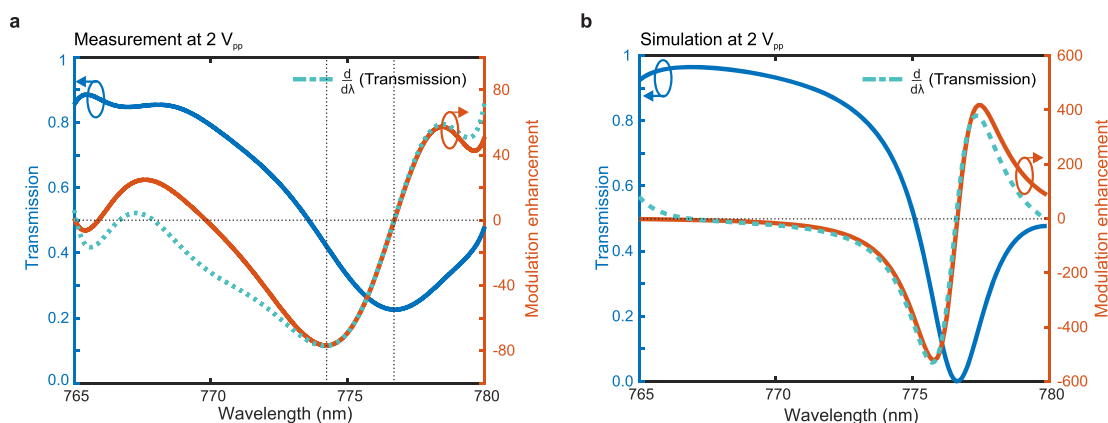 a
Measurement at 2 Vpp
d/dλ (Transmission)
Transmission
1
0.8
0.6
0.4
0.2
0.0
80
40
0
-40
-80
Modulation enhancement
765
770
775
780
Wavelength (nm)
b
Simulation at 2 Vpp
d/dλ (Transmission)
Transmission
1
0.8
0.6
0.4
0.2
0.0
600
400
200
0
-200
-400
-600
Modulation enhancement
765
770
775
780
Wavelength (nm)